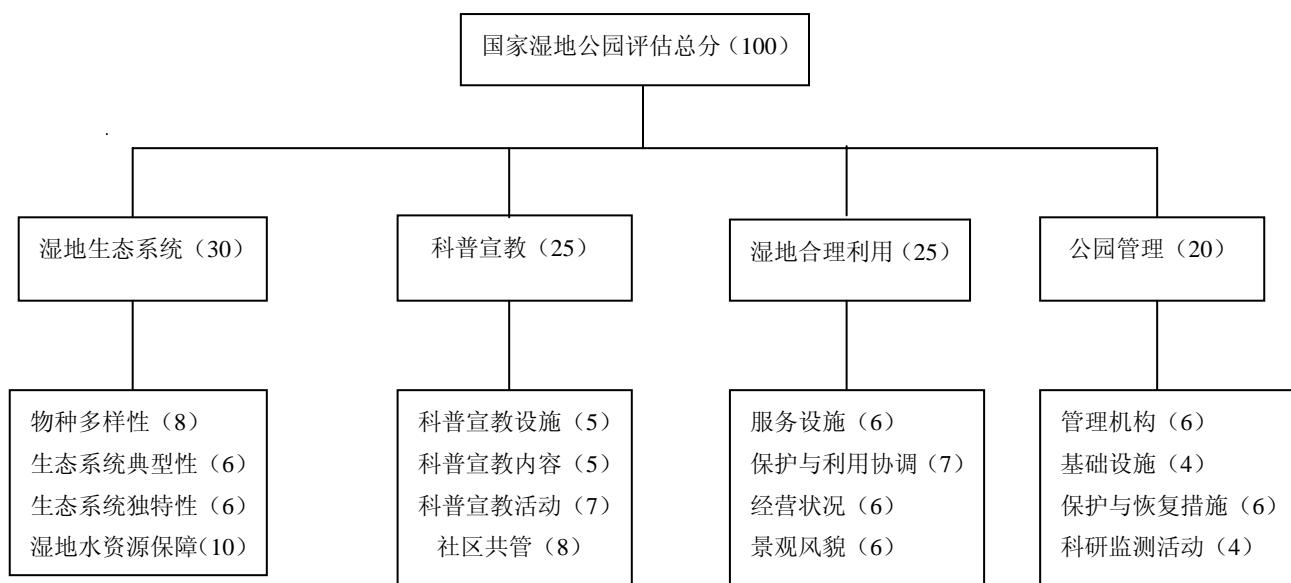 国家湿地公园评估总分（100）
湿地生态系统（30）
科普宣教（25）
湿地合理利用（25）
公园管理（20）
物种多样性（8）
生态系统典型性（6）
生态系统独特性（6）
湿地水资源保障(10）
科普宣教设施（5）
科普宣教内容（5）
科普宣教活动（7）
社区共管（8）
服务设施（6）
保护与利用协调（7）
经营状况（6）
景观风貌（6）
管理机构（6）
基础设施（4）
保护与恢复措施（6）
科研监测活动（4）